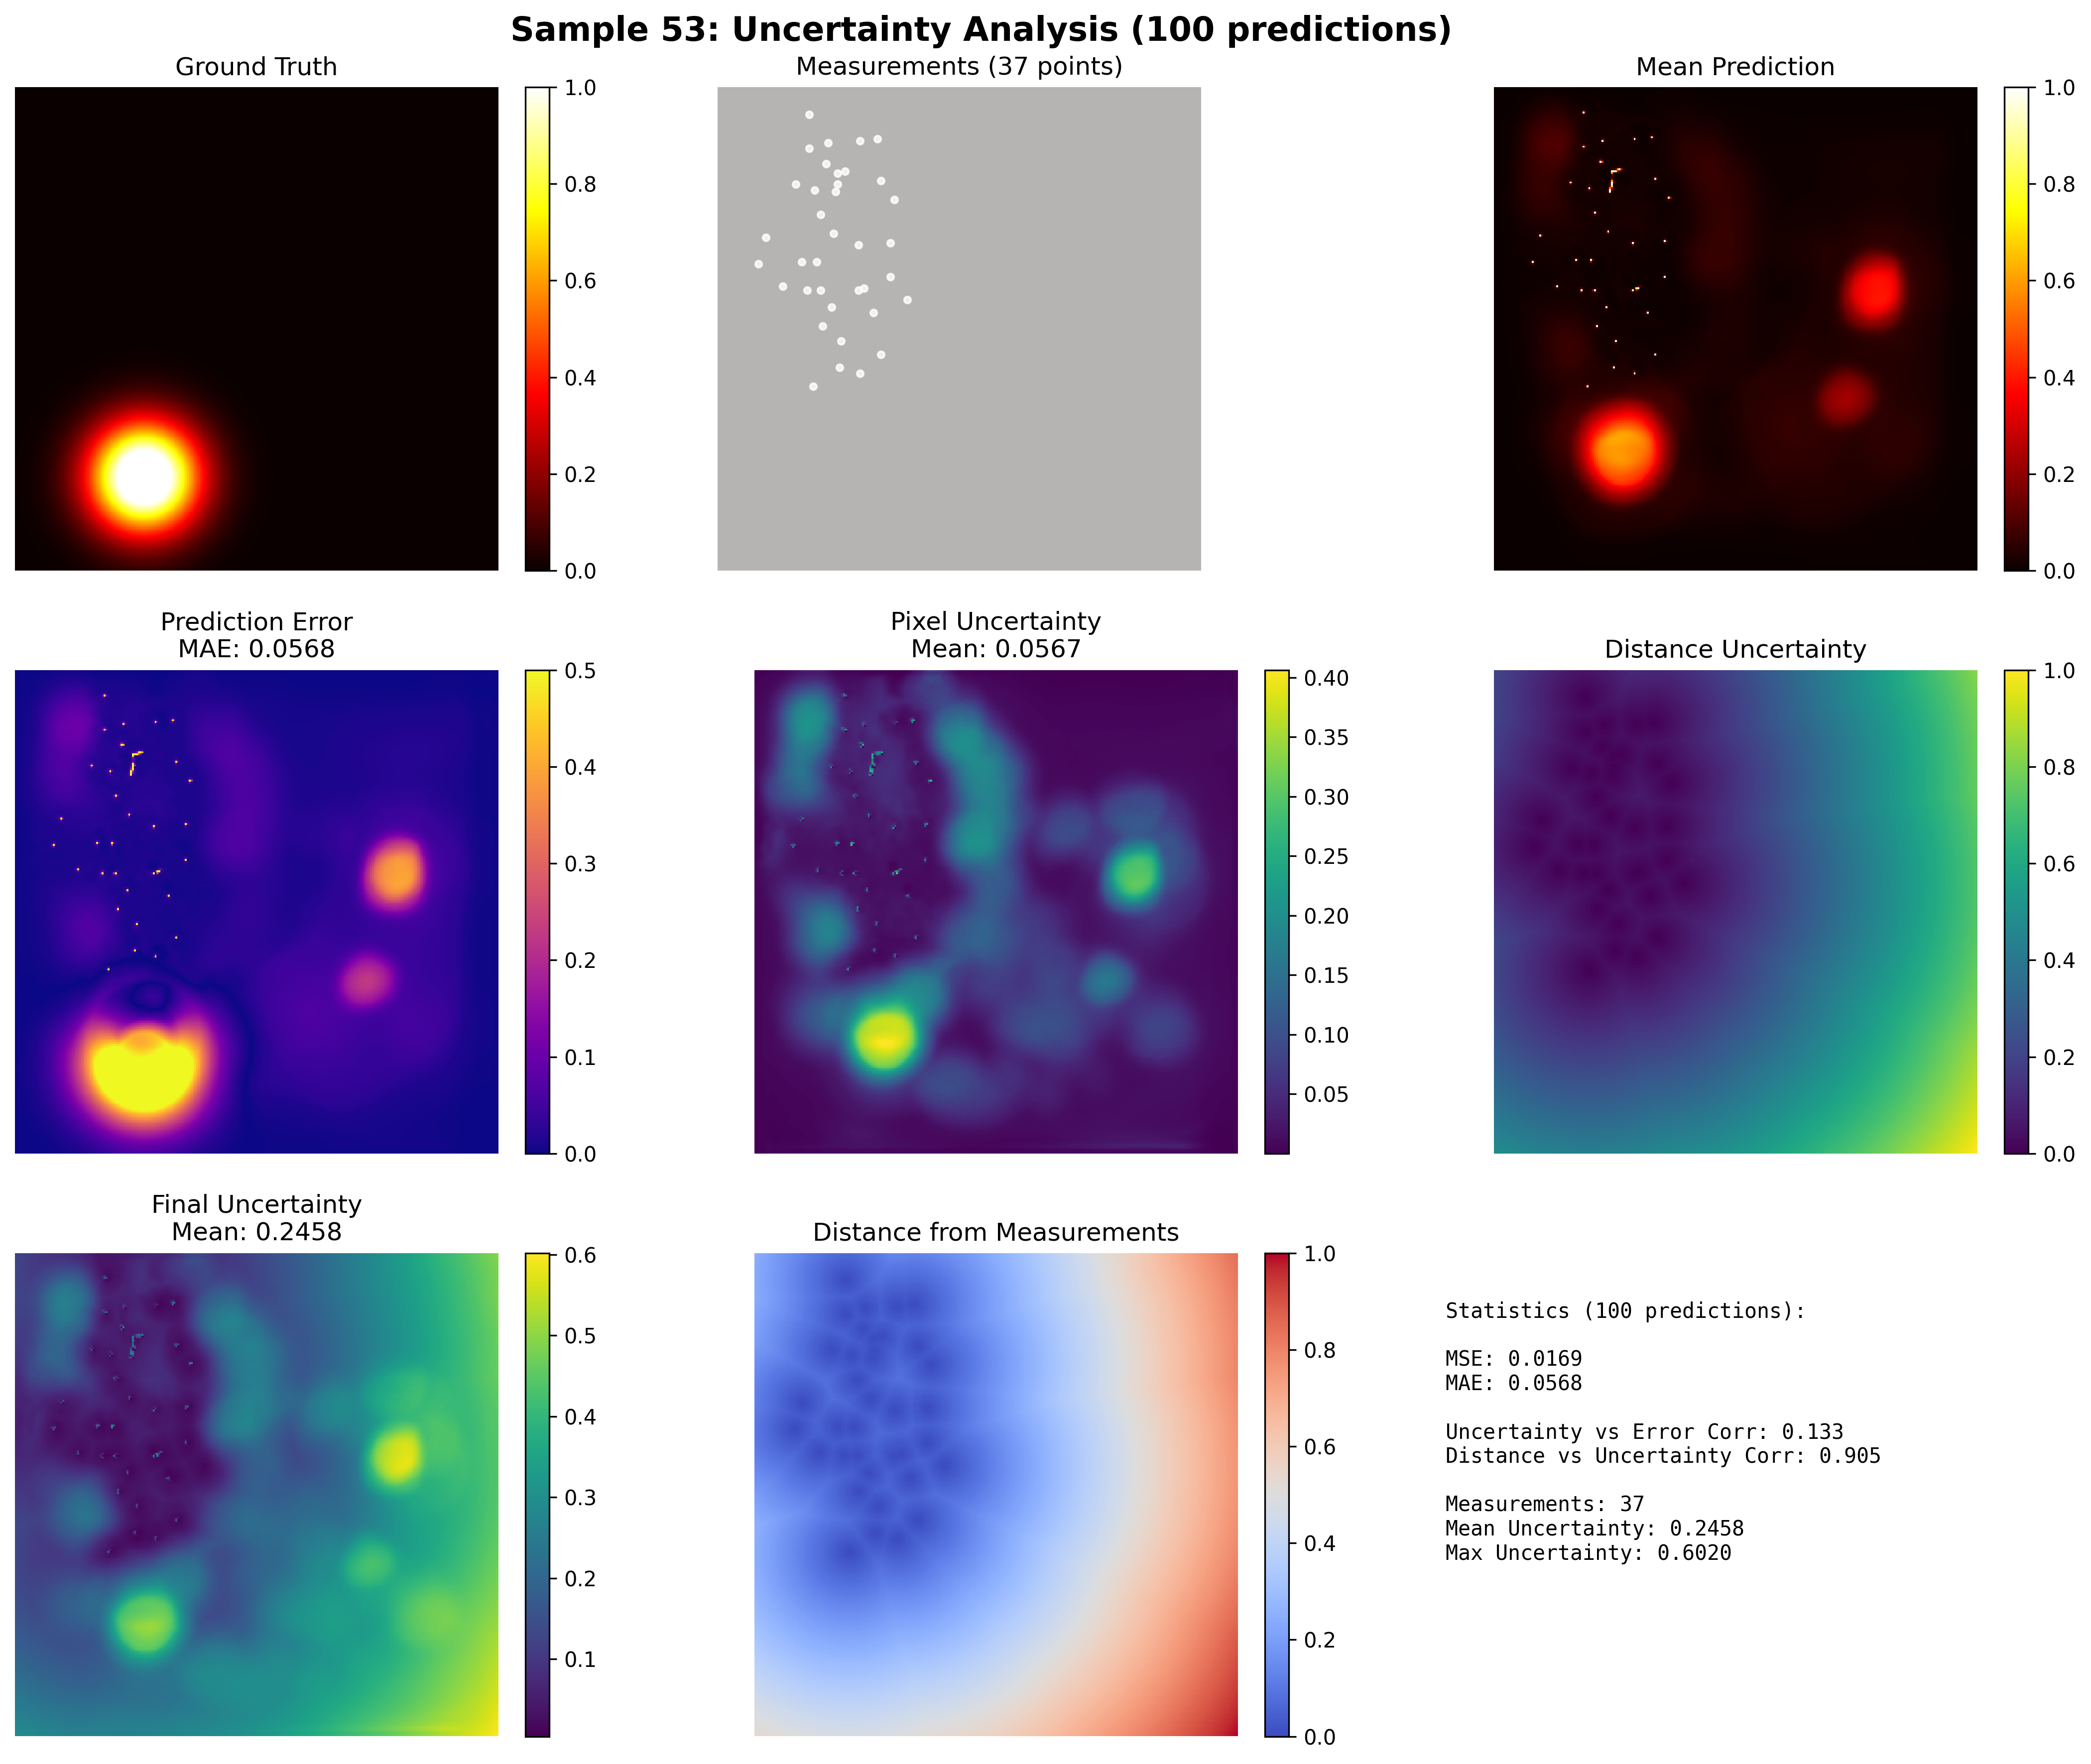 Sample 53: Uncertainty Analysis (100 predictions)
Ground Truth
1.0
0.8
0.6
0.4
0.2
0.0
Measurements (37 points)
Mean Prediction
1.0
0.8
0.6
0.4
0.2
0.0
Prediction Error
MAE: 0.0568
0.5
0.4
0.3
0.2
0.1
0.0
Pixel Uncertainty
Mean: 0.0567
0.40
0.35
0.30
0.25
0.20
0.15
0.10
0.05
Distance Uncertainty
1.0
0.8
0.6
0.4
0.2
0.0
Final Uncertainty
Mean: 0.2458
0.6
0.5
0.4
0.3
0.2
0.1
Distance from Measurements
1.0
0.8
0.6
0.4
0.2
0.0
Statistics (100 predictions):
MSE: 0.0169
MAE: 0.0568
Uncertainty vs Error Corr: 0.133
Distance vs Uncertainty Corr: 0.905
Measurements: 37
Mean Uncertainty: 0.2458
Max Uncertainty: 0.6020